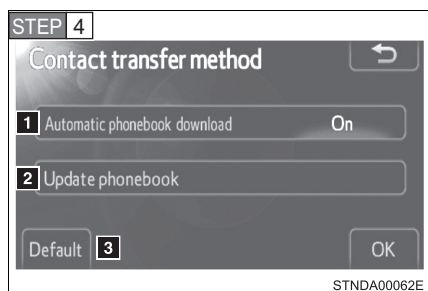 STEP 4
Contact transfer method
1 Automatic phonebook download On
2 Update phonebook
Default 3 OK
STNDA00062E